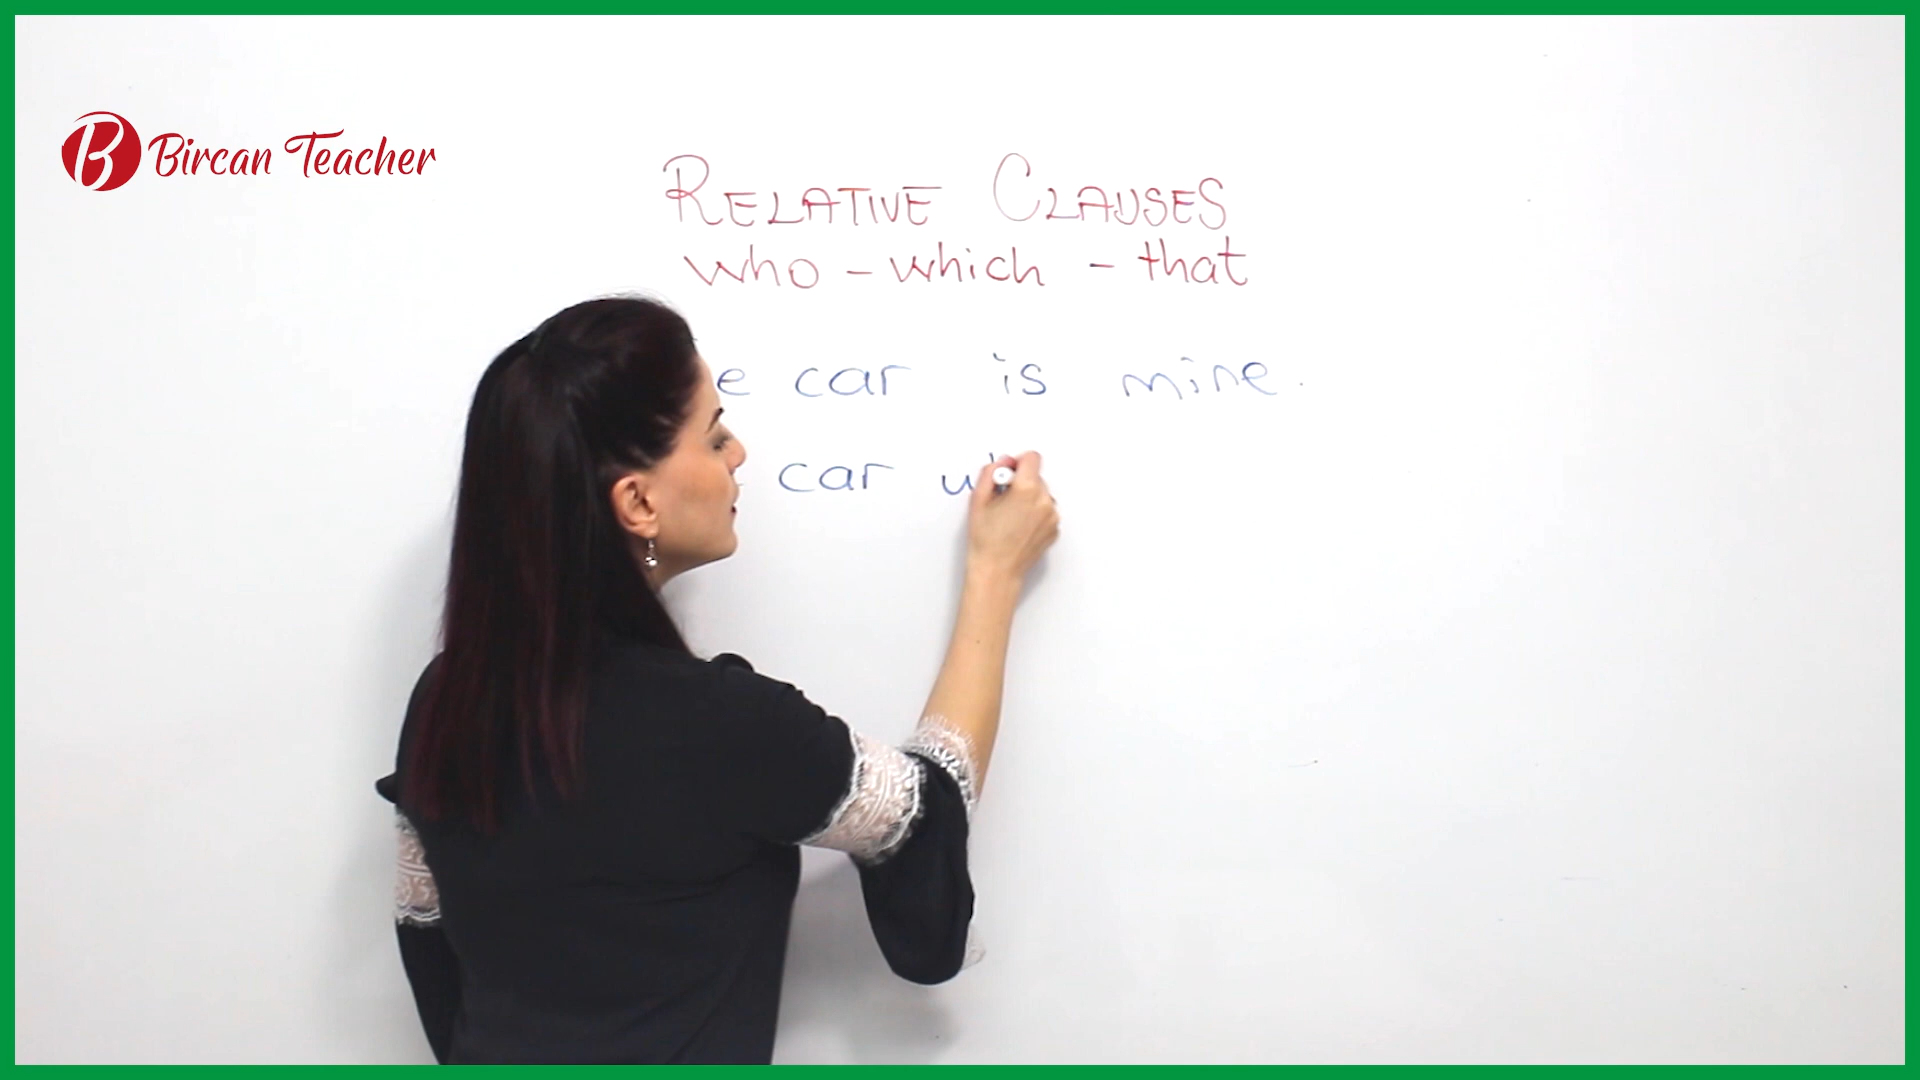 B Bircan Teacher
RELATIVE CLAUSES
who - which - that
car is mine.
car